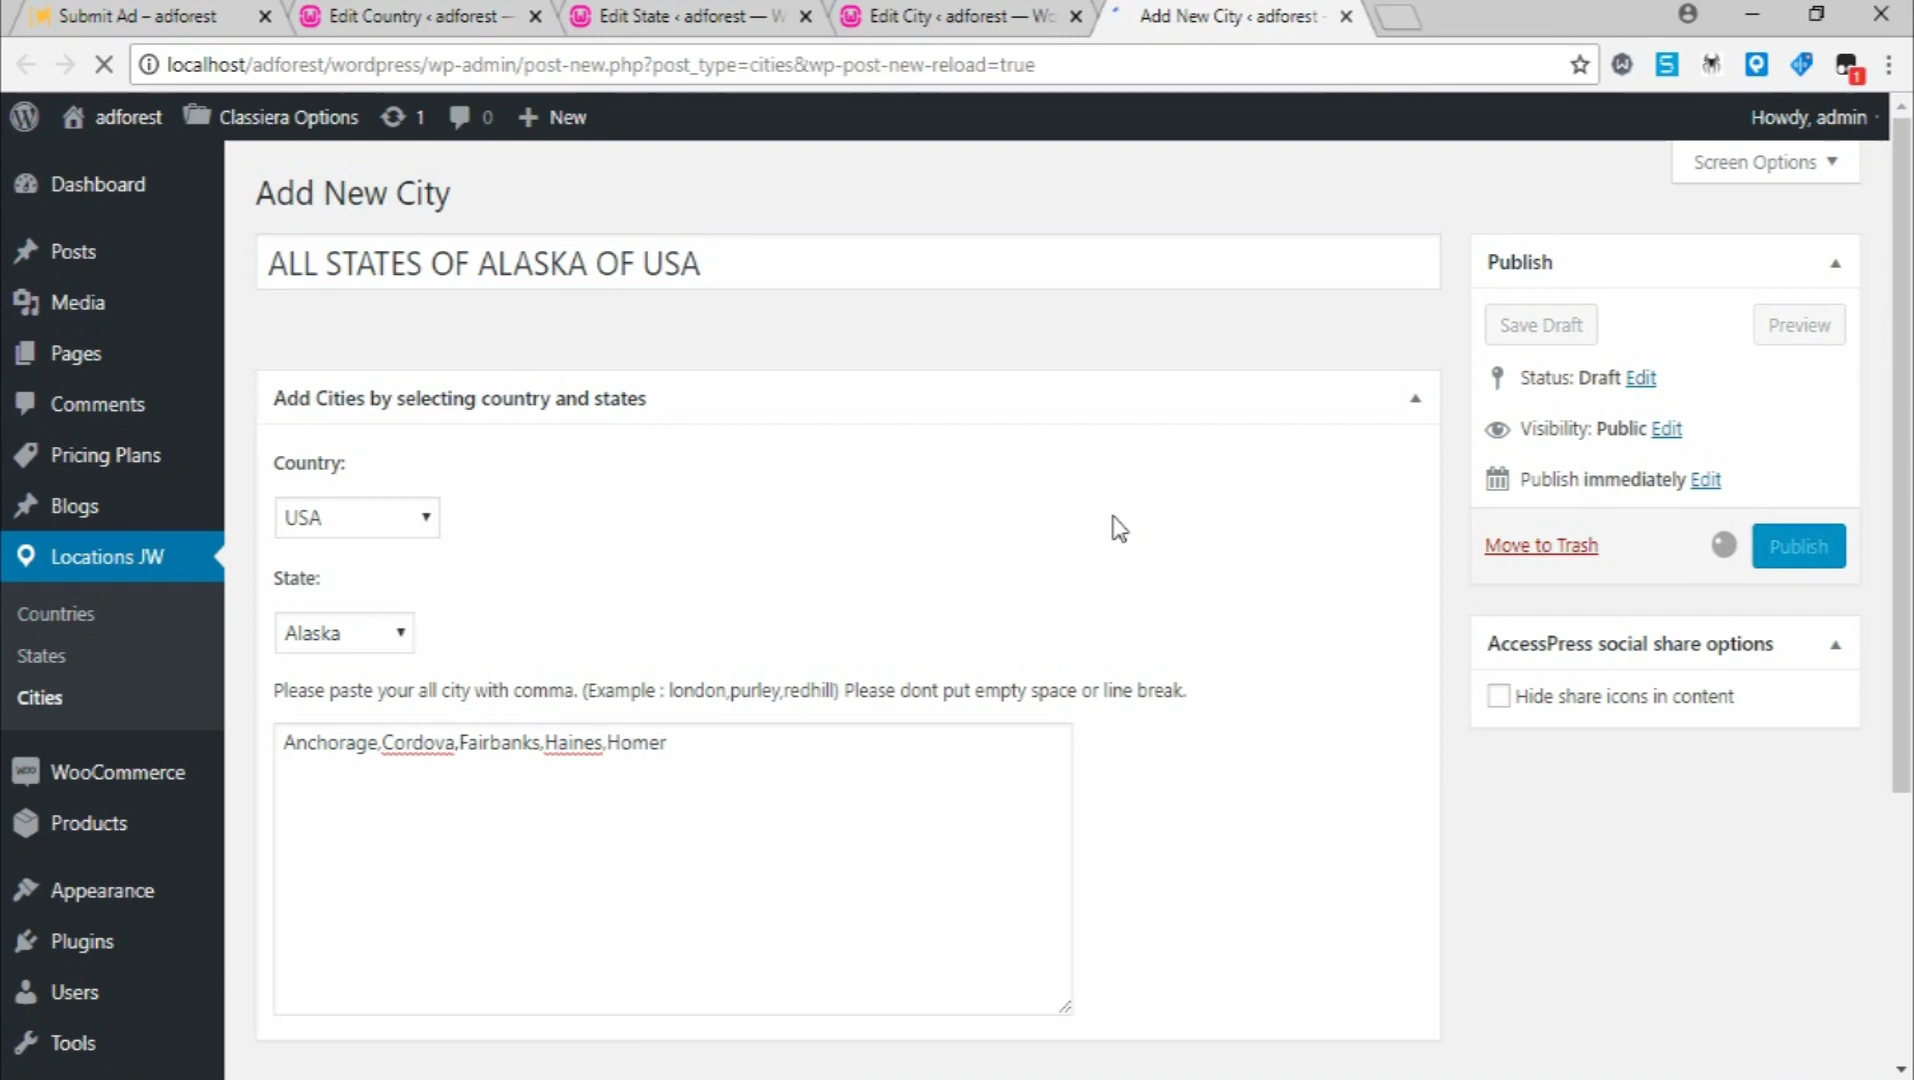 Submit Ad – adforest
Edit Country ‹ adforest —
Edit State ‹ adforest — W
Edit City ‹ adforest — Wo
Add New City ‹ adforest -
localhost/adforest/wordpress/wp-admin/post-new.php?post_type=cities&wp-post-new-reload=true
1
adforest
Classiera Options
1
0
New
Howdy, admin
Screen Options
Dashboard
Posts
Media
Pages
Comments
Pricing Plans
Blogs
Locations JW
Countries
States
Cities
WooCommerce
Products
Appearance
Plugins
Users
Tools
Add New City
ALL STATES OF ALASKA OF USA
Add Cities by selecting country and states
Country:
USA
State:
Alaska
Please paste your all city with comma. (Example : london,purley,redhill) Please dont put empty space or line break.
Anchorage,Cordova,Fairbanks,Haines,Homer
Publish
Save Draft
Preview
Status: Draft Edit
Visibility: Public Edit
Publish immediately Edit
Move to Trash
Publish
AccessPress social share options
Hide share icons in content